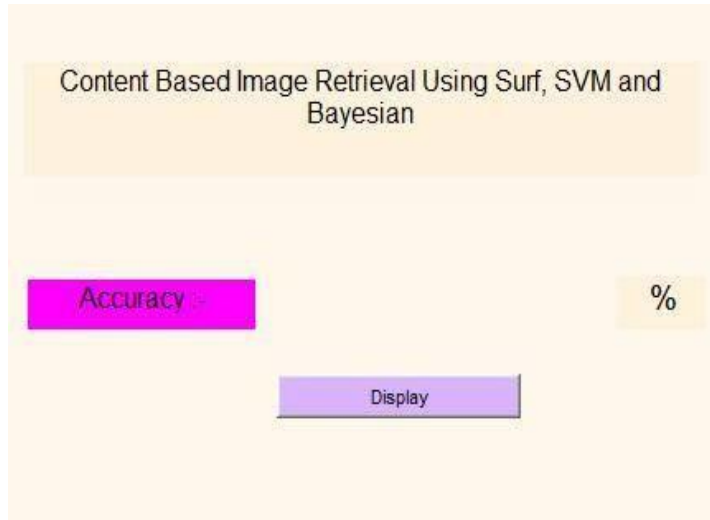 Content Based Image Retrieval Using Surf, SVM and
Bayesian
Accuracy :-
%
Display